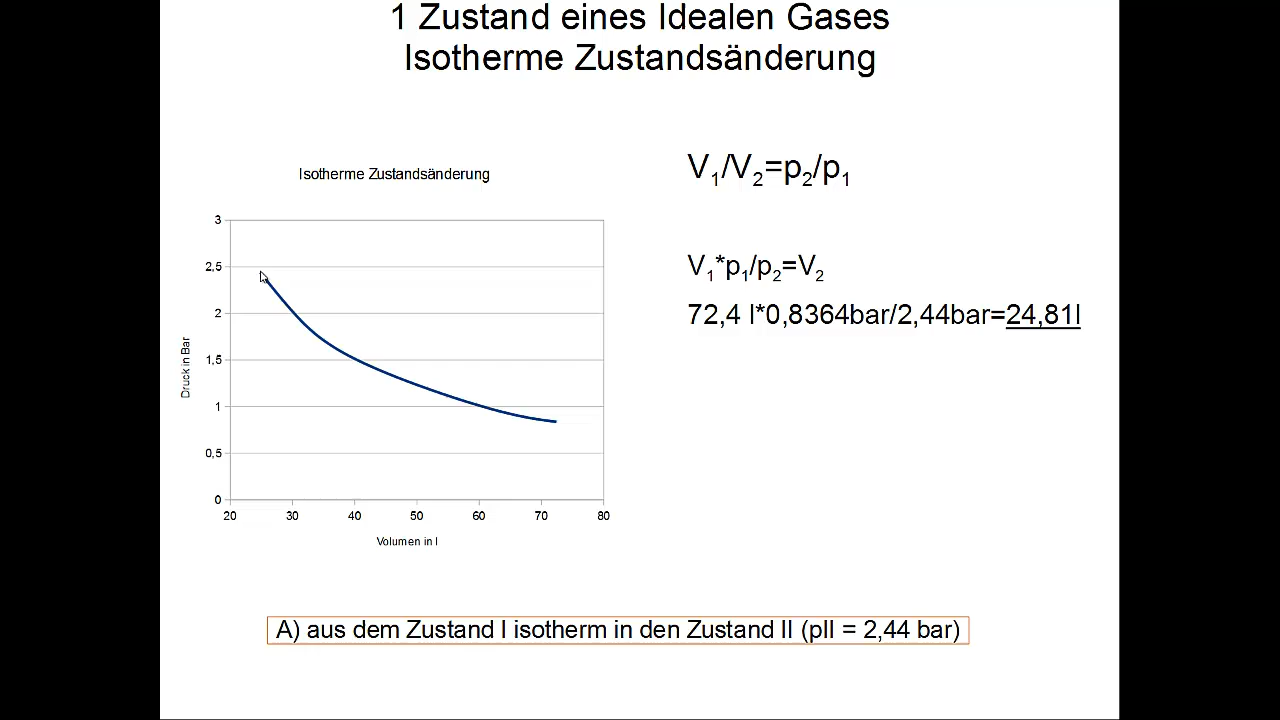 1 Zustand eines Idealen Gases
Isotherme Zustandsänderung
Isotherme Zustandsänderung
3
2,5
2
1,5
1
0,5
0
Druck in Bar
20 30 40 50 60 70 80
Volumen in l
V₁/V₂=p₂/p₁
V₁*p₁/p₂=V₂
72,4 l*0,8364bar/2,44bar=24,81l
A) aus dem Zustand I isotherm in den Zustand II (pII = 2,44 bar)